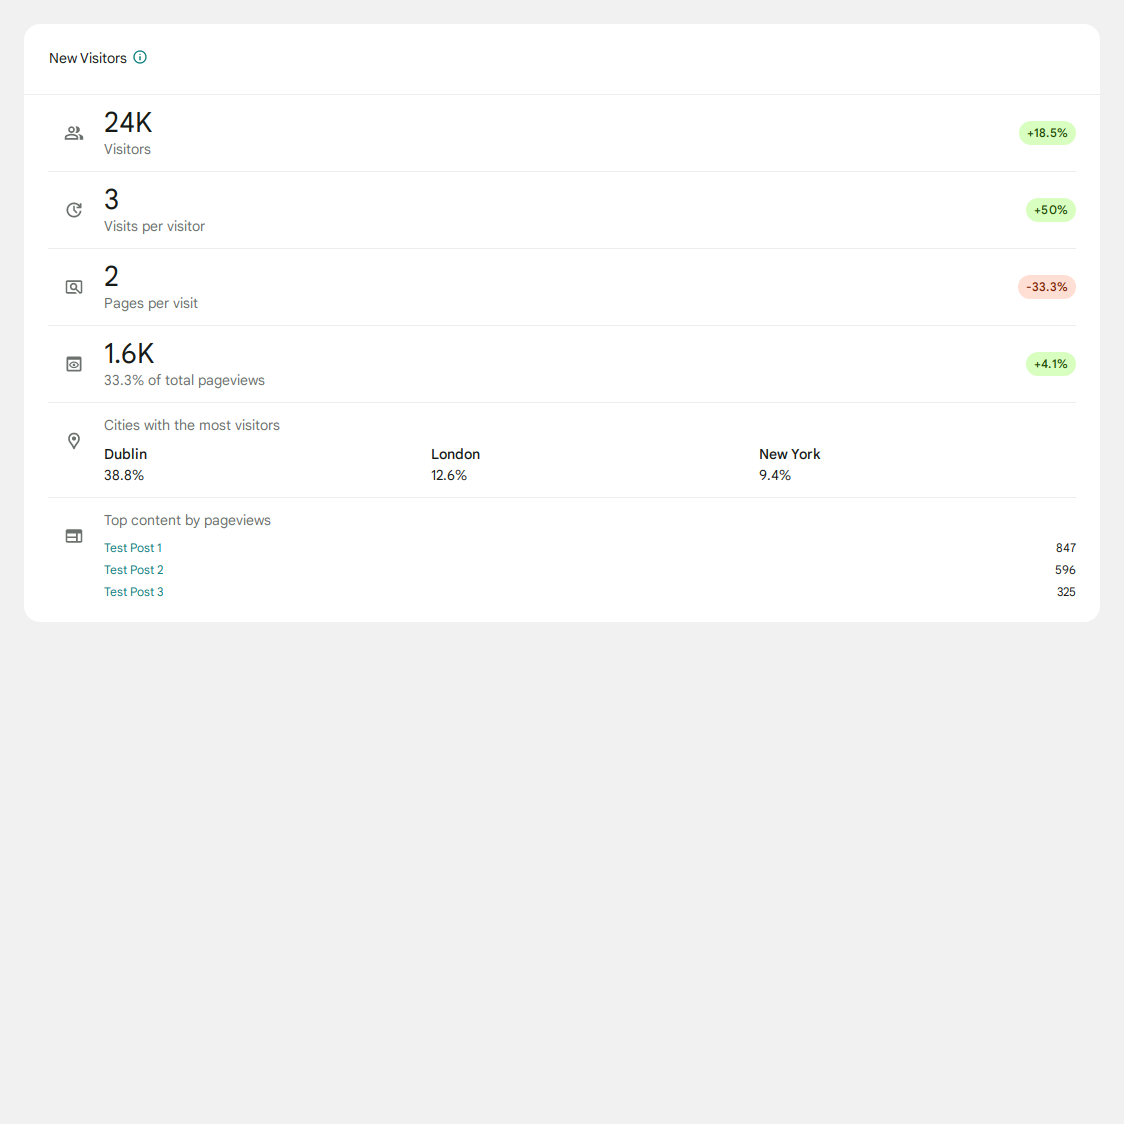 New Visitors
24K
Visitors
+18.5%
3
Visits per visitor
+50%
2
Pages per visit
-33.3%
1.6K
33.3% of total pageviews
+4.1%
Cities with the most visitors
Dublin London New York
38.8% 12.6% 9.4%
Top content by pageviews
Test Post 1 847
Test Post 2 596
Test Post 3 325